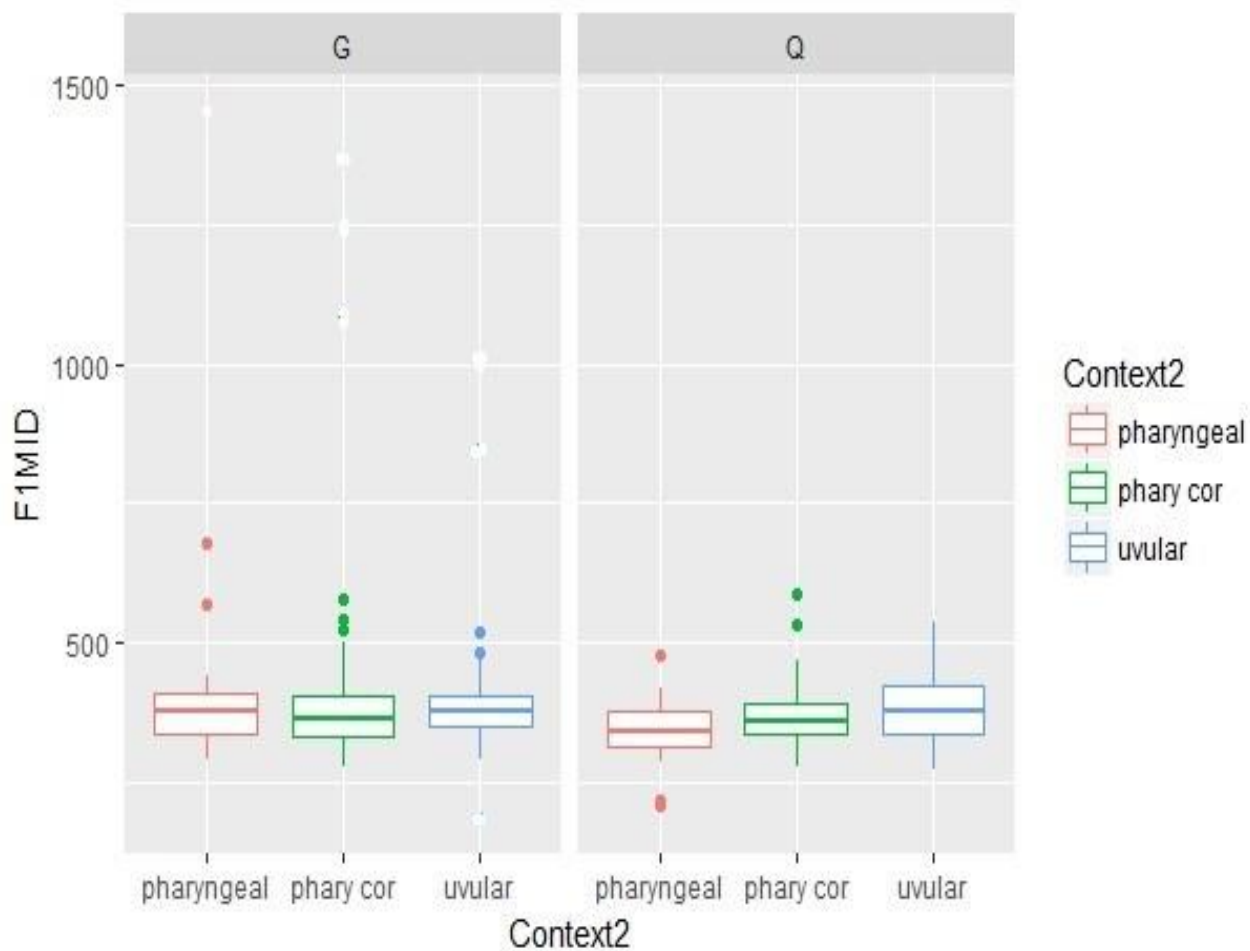 G
Q
1500
1000
500
F1MID
pharyngeal
phary cor
uvular
pharyngeal
phary cor
uvular
Context2
Context2
pharyngeal
phary cor
uvular